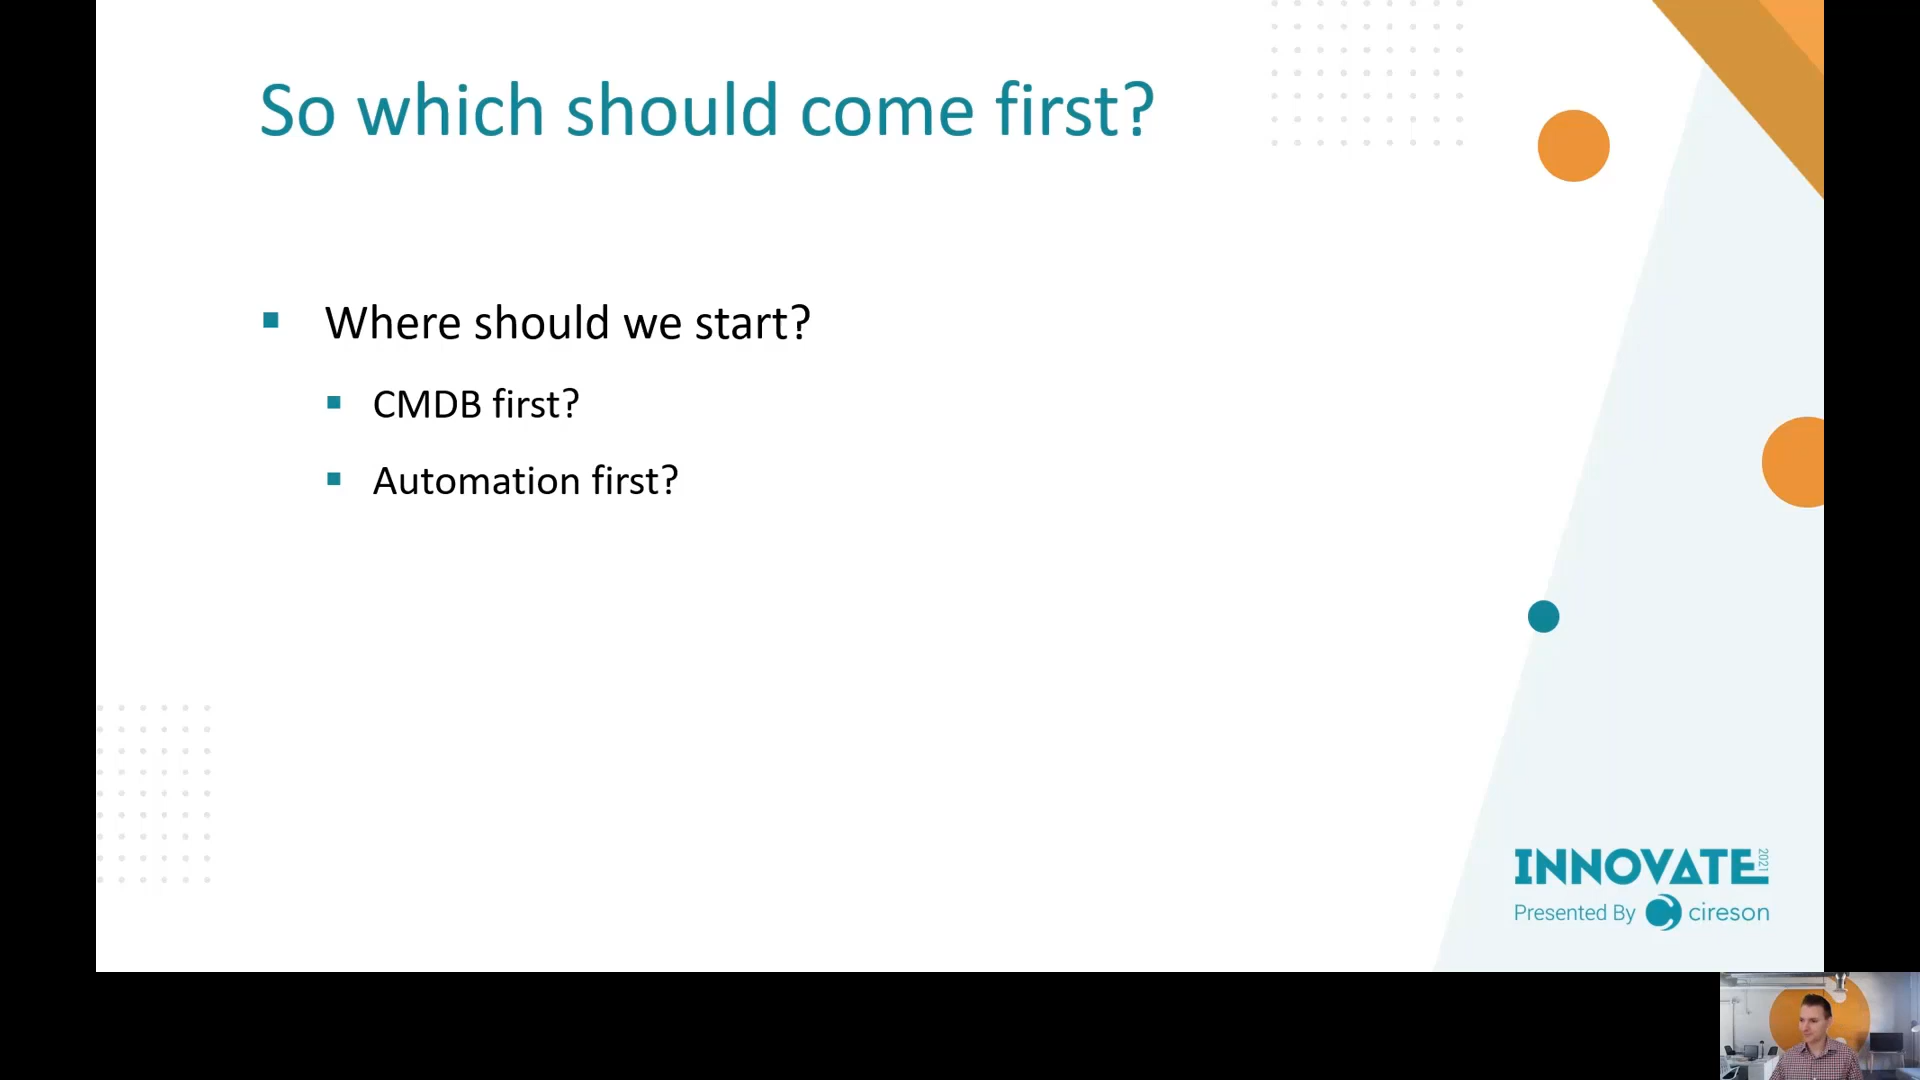 So which should come first?
Where should we start?
CMDB first?
Automation first?
INNOVATE 2021
Presented By cireson